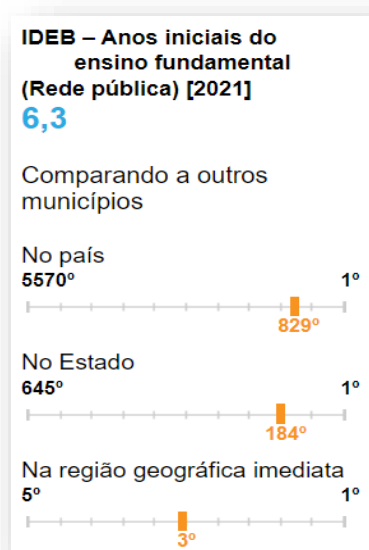 IDEB – Anos iniciais do
ensino fundamental
(Rede pública) [2021]
6,3
Comparando a outros
municípios
No país
5570º 1º
829º
No Estado
645º 1º
184º
Na região geográfica imediata
5º 1º
3º